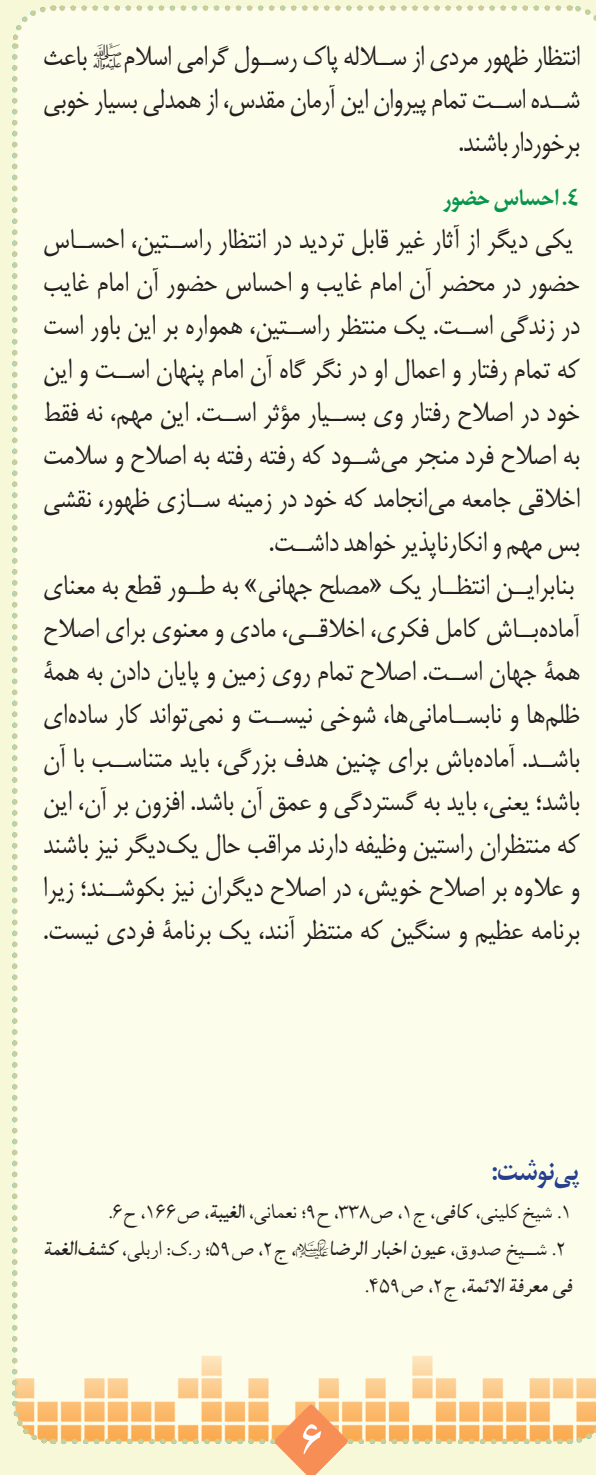 انتظار ظهور مردی از سلاله پاک رسول گرامی اسلام ﷺ باعث
شده است تمام پیروان این آرمان مقدس، از همدلی بسیار خوبی
برخوردار باشند.
٤. احساس حضور
یکی دیگر از آثار غیر قابل تردید در انتظار راستین، احساس
حضور در محضر آن امام غایب و احساس حضور آن امام غایب
در زندگی است. یک منتظر راستین، همواره بر این باور است
که تمام رفتار و اعمال او در نگر گاه آن امام پنهان است و این
خود در اصلاح رفتار وی بسیار مؤثر است. این مهم، نه فقط
به اصلاح فرد منجر می‌شود که رفته رفته به اصلاح و سلامت
اخلاقی جامعه می‌انجامد که خود در زمینه سازی ظهور، نقشی
بس مهم و انکارناپذیر خواهد داشت.
بنابراین انتظار یک «مصلح جهانی» به طور قطع به معنای
آماده‌باش کامل فکری، اخلاقی، مادی و معنوی برای اصلاح
همهٔ جهان است. اصلاح تمام روی زمین و پایان دادن به همهٔ
ظلم‌ها و نابسامانی‌ها، شوخی نیست و نمی‌تواند کار ساده‌ای
باشد. آماده‌باش برای چنین هدف بزرگی، باید متناسب با آن
باشد؛ یعنی، باید به گستردگی و عمق آن باشد. افزون بر آن، این
که منتظران راستین وظیفه دارند مراقب حال یک‌دیگر نیز باشند
و علاوه بر اصلاح خویش، در اصلاح دیگران نیز بکوشند؛ زیرا
برنامه عظیم و سنگین که منتظر آنند، یک برنامهٔ فردی نیست.
پی‌نوشت:
۱. شیخ کلینی، کافی، ج۱، ص۳۳۸، ح۹؛ نعمانی، الغیبة، ص۱۶۶، ح۶.
۲. شیخ صدوق، عیون اخبار الرضا علیه‌السلام، ج۲، ص۵۹؛ ر.ک: اربلی، کشف‌الغمة
فی معرفة الائمة، ج۲، ص۴۵۹.
۶